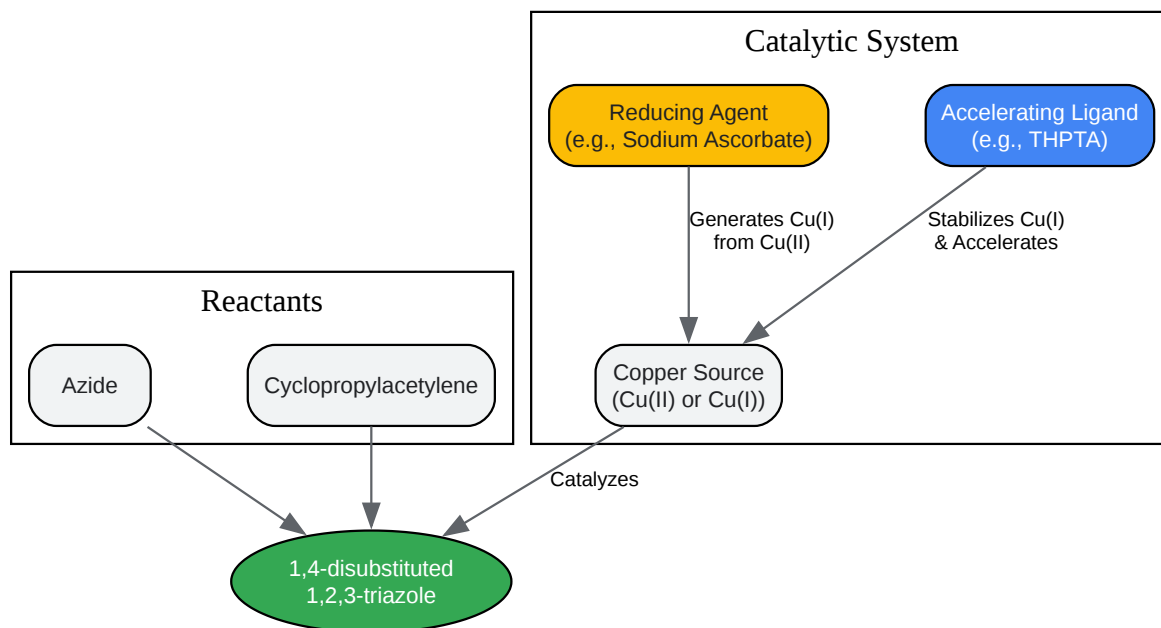 Catalytic System
Reducing Agent
(e.g., Sodium Ascorbate)
Accelerating Ligand
(e.g., THPTA)
Generates Cu(I)
from Cu(II)
Stabilizes Cu(I)
& Accelerates
Reactants
Azide
Cyclopropylacetylene
Copper Source
(Cu(II) or Cu(I))
Catalyzes
1,4-disubstituted
1,2,3-triazole